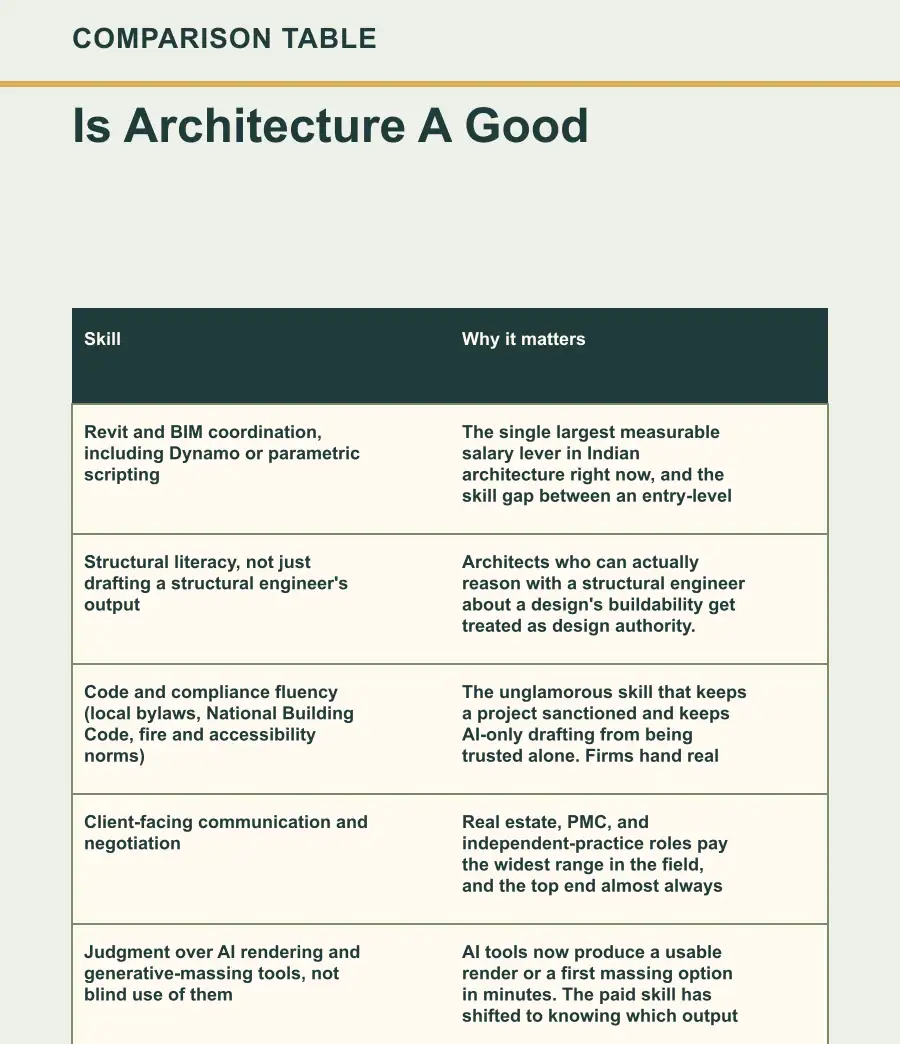 COMPARISON TABLE
Is Architecture A Good
Skill
Why it matters
Revit and BIM coordination,
including Dynamo or parametric
scripting
The single largest measurable
salary lever in Indian
architecture right now, and the
skill gap between an entry-level
Structural literacy, not just
drafting a structural engineer's
output
Architects who can actually
reason with a structural engineer
about a design's buildability get
treated as design authority.
Code and compliance fluency
(local bylaws, National Building
Code, fire and accessibility
norms)
The unglamorous skill that keeps
a project sanctioned and keeps
AI-only drafting from being
trusted alone. Firms hand real
Client-facing communication and
negotiation
Real estate, PMC, and
independent-practice roles pay
the widest range in the field,
and the top end almost always
Judgment over AI rendering and
generative-massing tools, not
blind use of them
AI tools now produce a usable
render or a first massing option
in minutes. The paid skill has
shifted to knowing which output